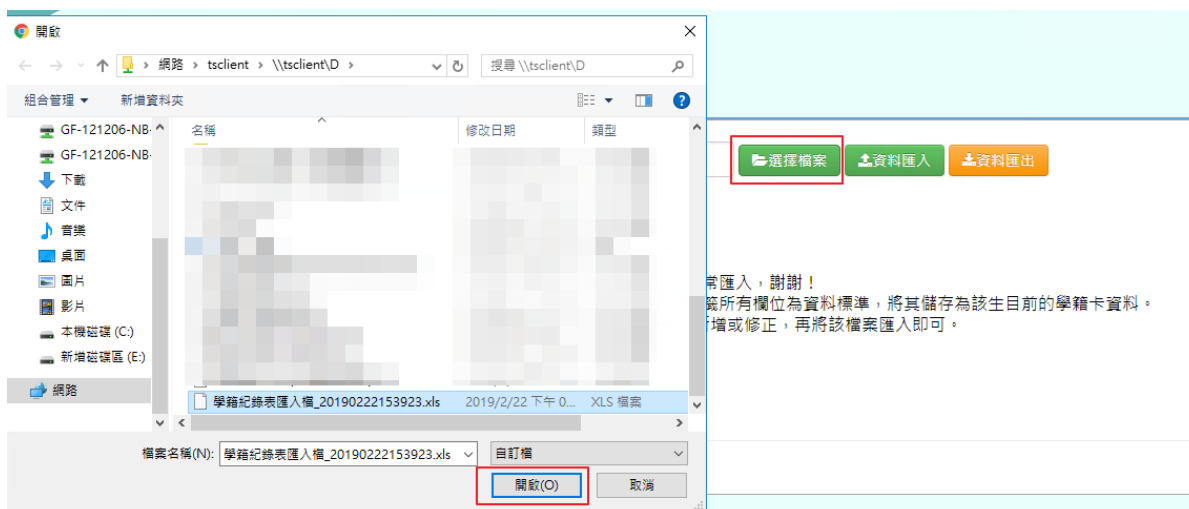 開啟
網路 › tsclient › \\tsclient\D ›
搜尋 \\tsclient\D
組合管理
新增資料夾
GF-121206-NB-
GF-121206-NB-
下載
文件
音樂
桌面
圖片
影片
本機磁碟 (C:)
新增磁碟區 (E:)
網路
名稱
修改日期
類型
學籍紀錄表匯入檔_20190222153923.xls
2019/2/22 下午 0...
XLS 檔案
檔案名稱(N):
學籍紀錄表匯入檔_20190222153923.xls
自訂檔
開啟(O)
取消
選擇檔案
資料匯入
資料匯出
常匯入，謝謝！
籍所有欄位為資料標準，將其儲存為該生目前的學籍卡資料。
增或修正，再將該檔案匯入即可。